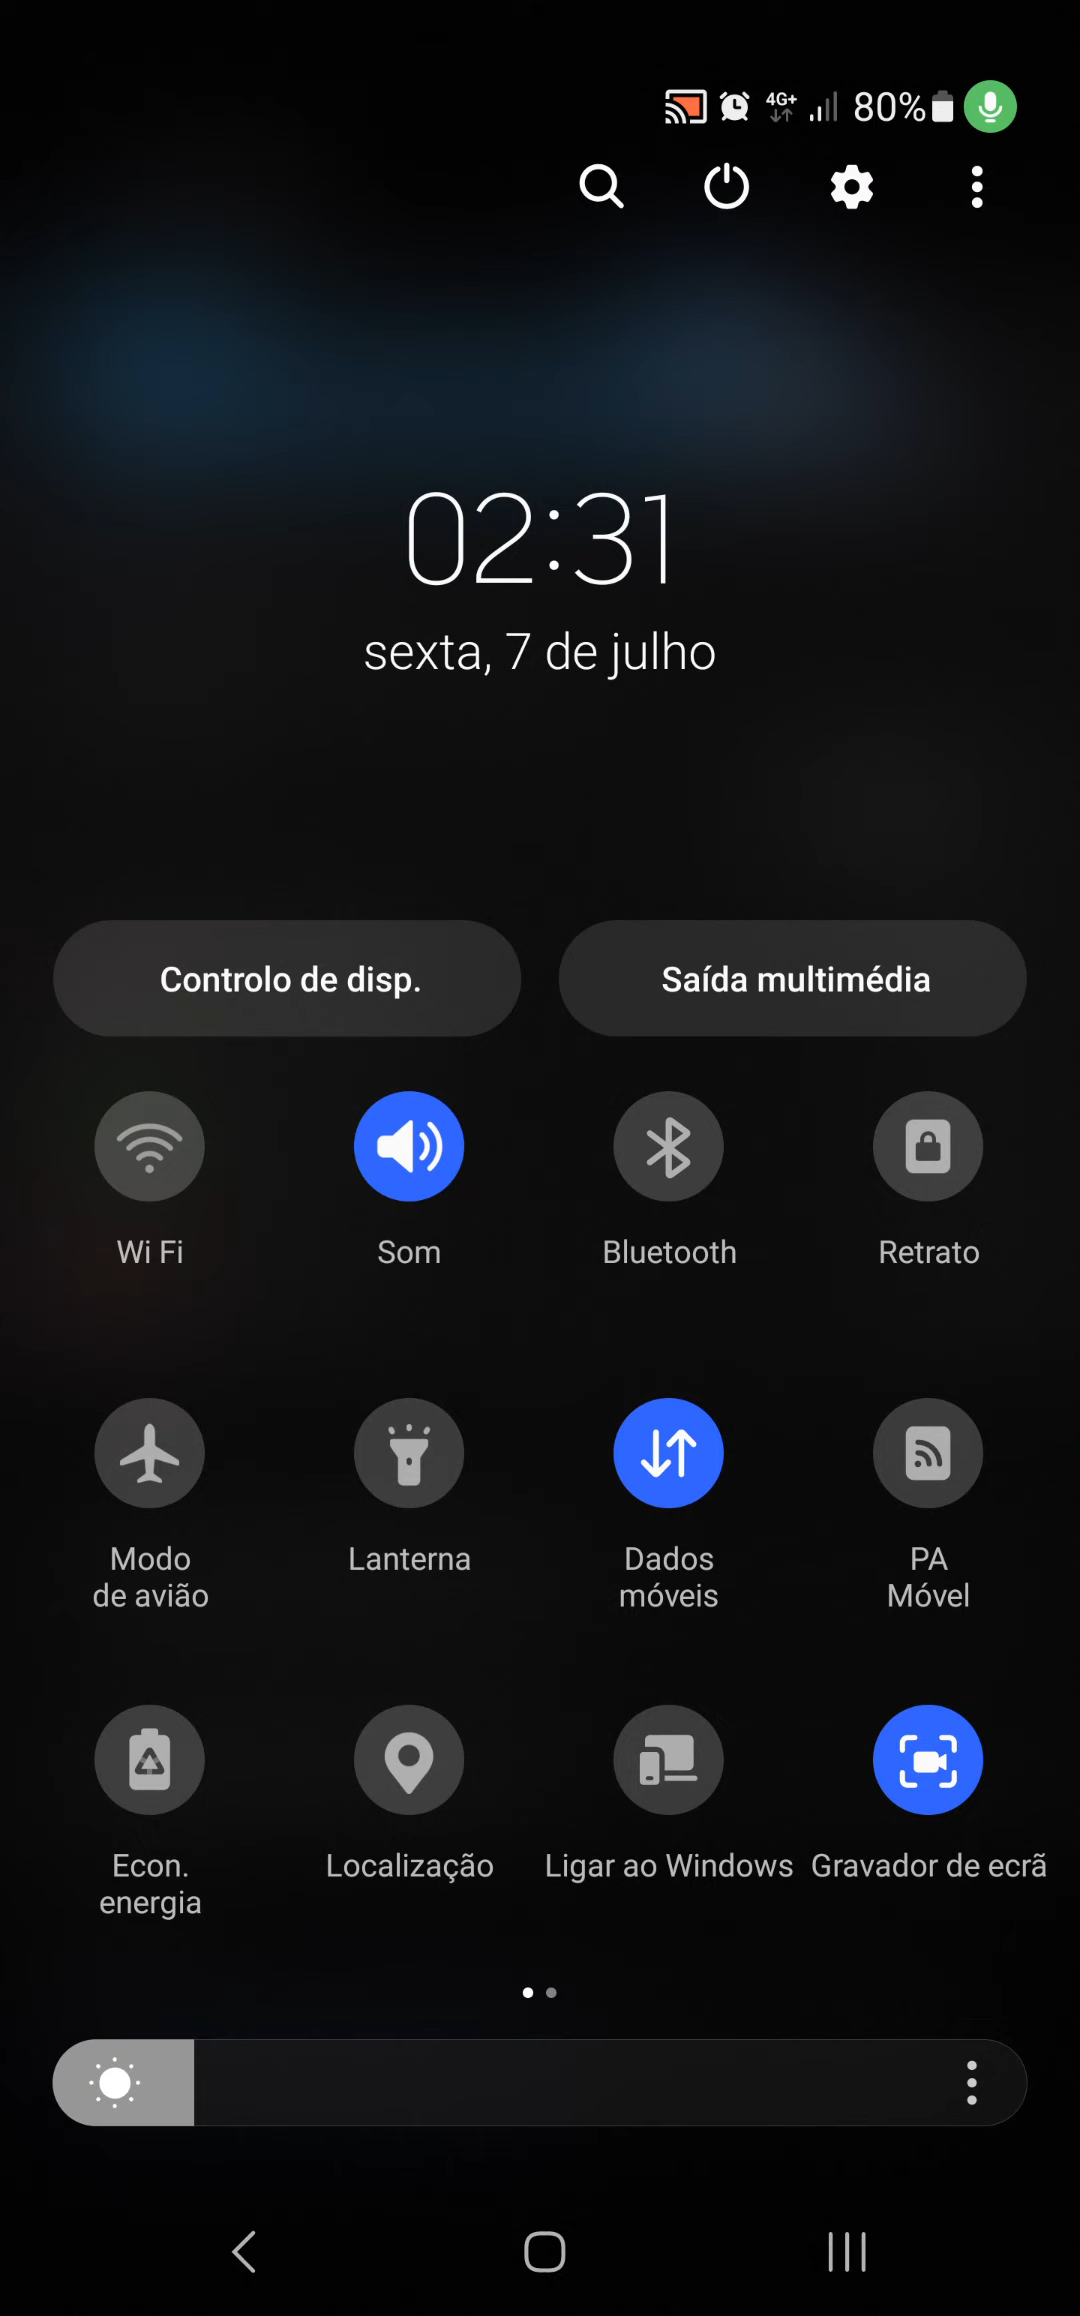 4G+ 80%
02:31
sexta, 7 de julho
Controlo de disp. Saída multimédia
Wi Fi Som Bluetooth Retrato
Modo
de avião
Lanterna
Dados
móveis
PA
Móvel
Econ.
energia
Localização
Ligar ao Windows
Gravador de ecrã